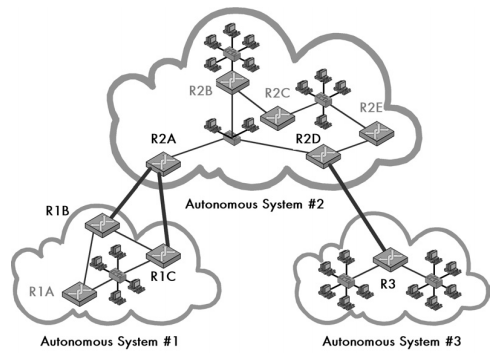 R2B
R2C
R2E
R2A
R2D
Autonomous System #2
R1B
R1C
R1A
R3
Autonomous System #1
Autonomous System #3